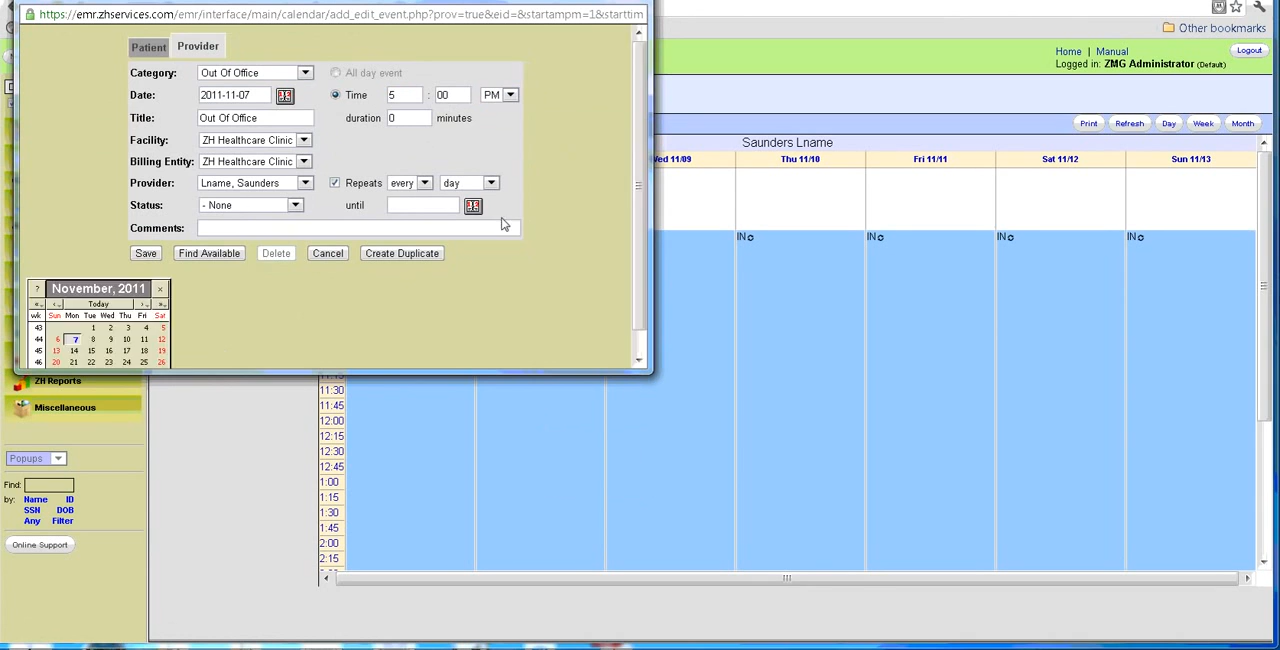 https://emr.zhservices.com/emr/interface/main/calendar/add_edit_event.php?prov=true&eid=&startampm=1&starttim
Other bookmarks
Patient Provider
Home | Manual Logout
Logged in: ZMG Administrator (Default)
Category: Out Of Office All day event
Date: 2011-11-07 Time 5 : 00 PM
Title: Out Of Office duration 0 minutes
Print Refresh Day Week Month
Facility: ZH Healthcare Clinic
Saunders Lname
Billing Entity: ZH Healthcare Clinic
Wed 11/09 Thu 11/10 Fri 11/11 Sat 11/12 Sun 11/13
Provider: Lname, Saunders Repeats every day
Status: - None until
Comments:
IN IN IN IN
Save Find Available Delete Cancel Create Duplicate
? November, 2011 ×
« ‹ Today › »
wk Sun Mon Tue Wed Thu Fri Sat
43 1 2 3 4 5
44 6 7 8 9 10 11 12
45 13 14 15 16 17 18 19
46 20 21 22 23 24 25 26
ZH Reports
11:30
Miscellaneous
11:45
12:00
12:15
12:30
Popups
12:45
1:00
Find:
by: Name ID
SSN DOB
Any Filter
1:15
1:30
1:45
Online Support
2:00
2:15